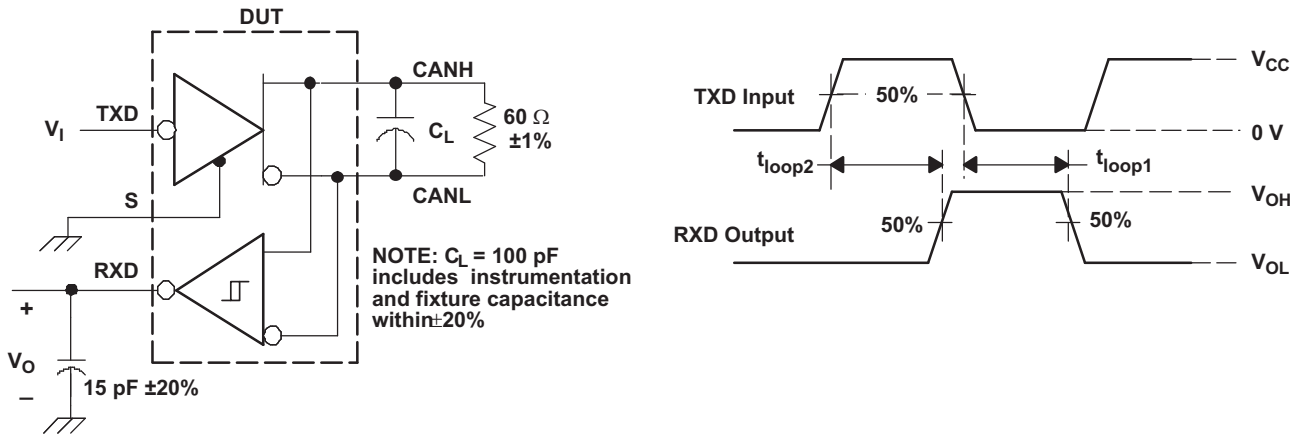 DUT
TXD
V_I
S
RXD
+
V_O
–
15 pF ±20%
CANH
C_L
60 Ω
±1%
CANL
NOTE: C_L = 100 pF
includes instrumentation
and fixture capacitance
within±20%
TXD Input
50%
V_CC
0 V
t_loop2
t_loop1
RXD Output
50%
50%
V_OH
V_OL